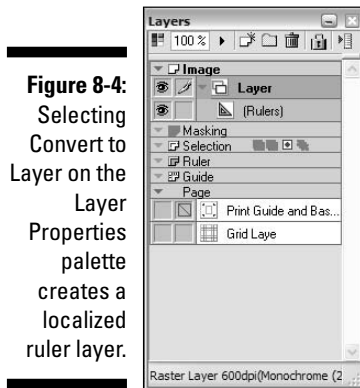 Figure 8-4:
Selecting
Convert to
Layer on the
Layer
Properties
palette
creates a
localized
ruler layer.
Layers
100 %
Image
Layer
(Rulers)
Masking
Selection
Ruler
Guide
Page
Print Guide and Bas...
Grid Laye
Raster Layer 600dpi(Monochrome (2